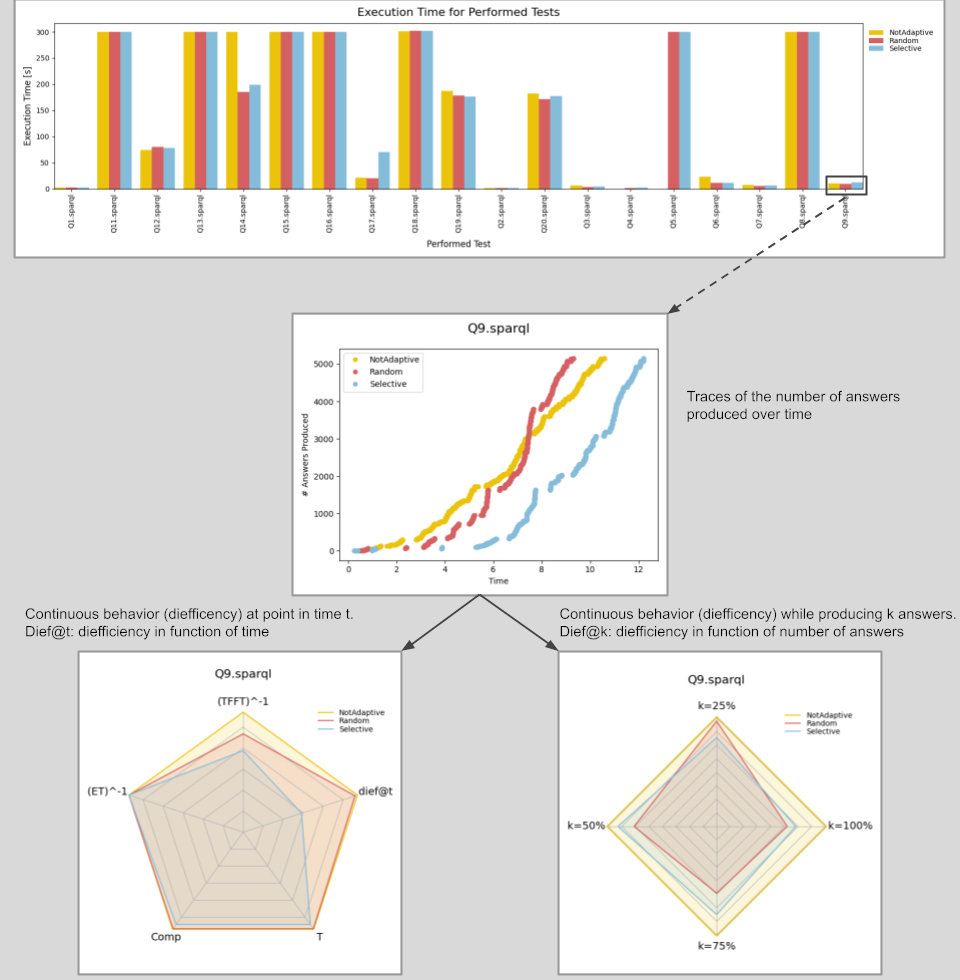 Execution Time for Performed Tests
Execution Time [s]
300
250
200
150
100
50
0
NotAdaptive
Random
Selective
Q1.sparql
Q11.sparql
Q12.sparql
Q13.sparql
Q14.sparql
Q15.sparql
Q16.sparql
Q17.sparql
Q18.sparql
Q19.sparql
Q2.sparql
Q20.sparql
Q3.sparql
Q4.sparql
Q5.sparql
Q6.sparql
Q7.sparql
Q8.sparql
Q9.sparql
Performed Test
Q9.sparql
# Answers Produced
5000
4000
3000
2000
1000
0
NotAdaptive
Random
Selective
0 2 4 6 8 10 12
Time
Traces of the number of answers
produced over time
Continuous behavior (diefficency) at point in time t.
Dief@t: diefficiency in function of time
Continuous behavior (diefficency) while producing k answers.
Dief@k: diefficiency in function of number of answers
Q9.sparql
(TFFT)^-1
NotAdaptive
Random
Selective
(ET)^-1
dief@t
Comp
T
Q9.sparql
k=25%
NotAdaptive
Random
Selective
k=50%
k=100%
k=75%